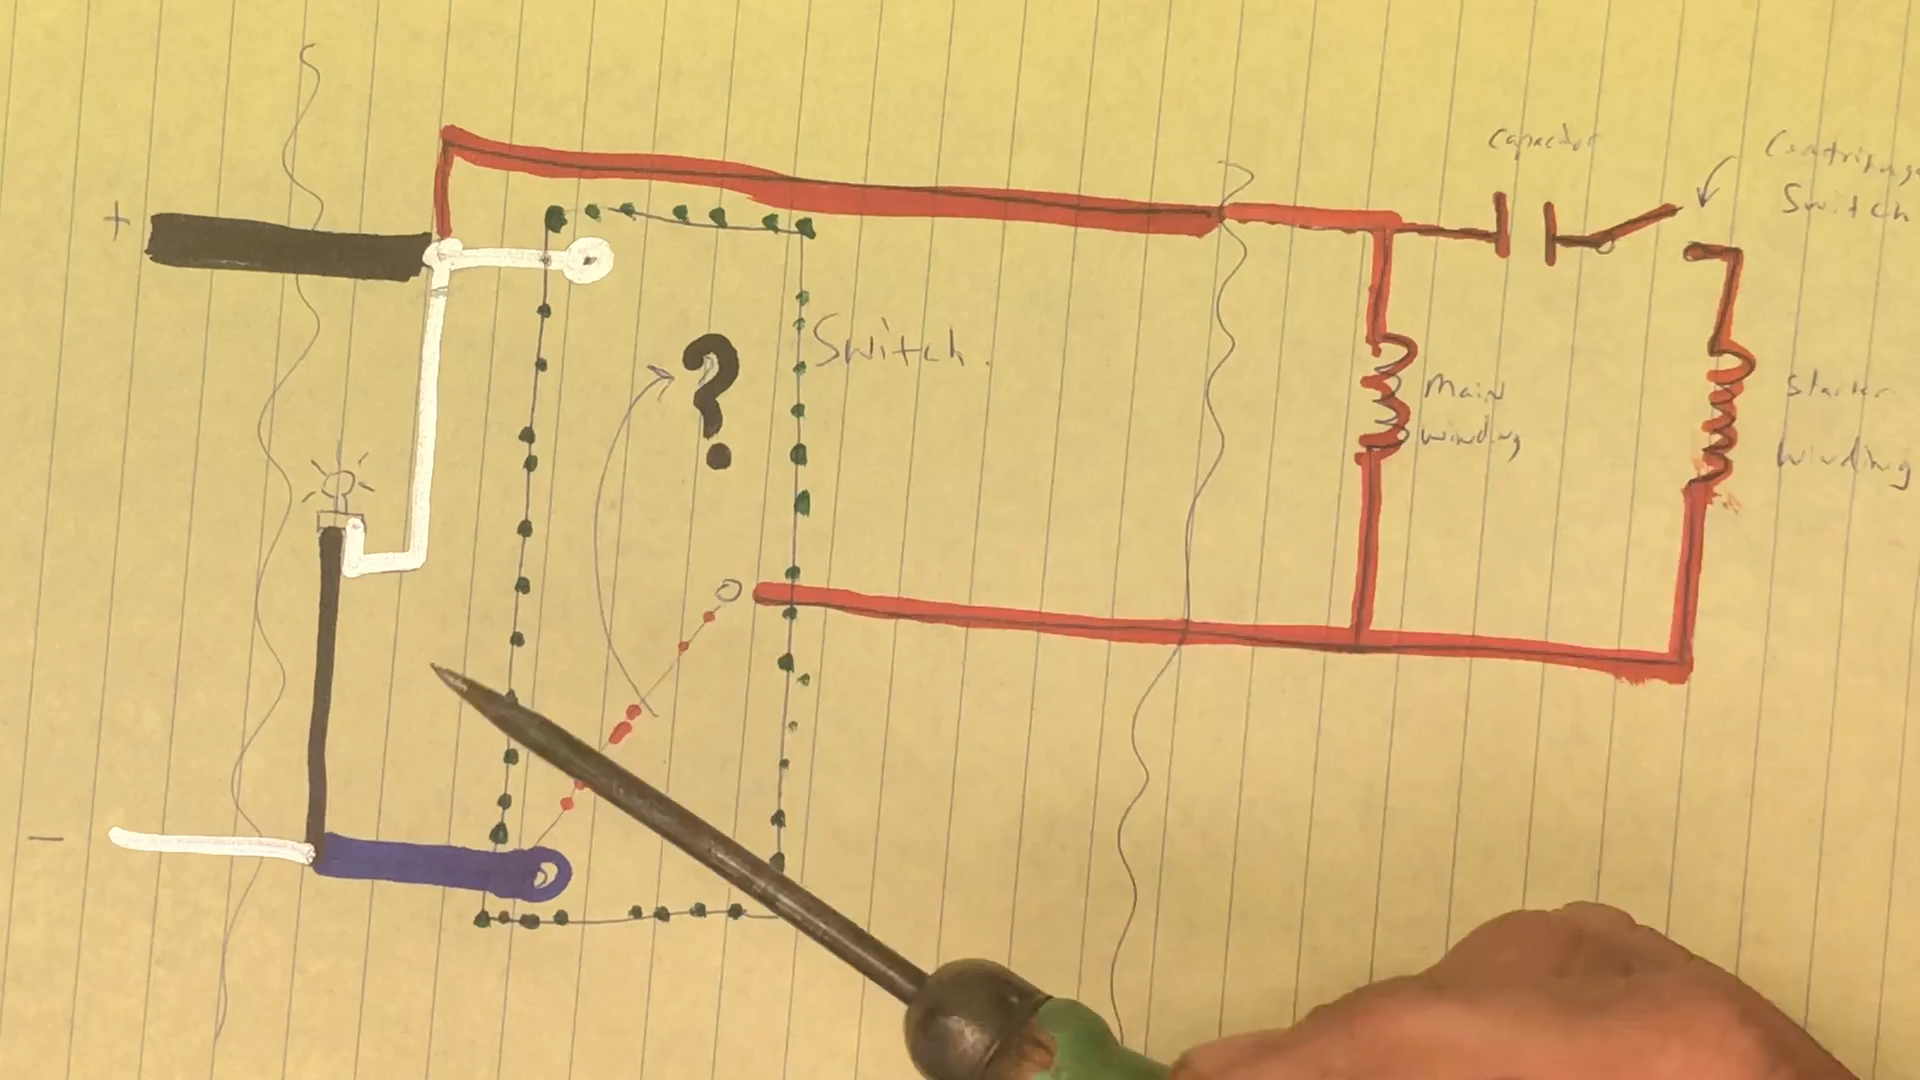 +
capacitor
Switch
?
Switch.
Main
winding
starter
winding
-